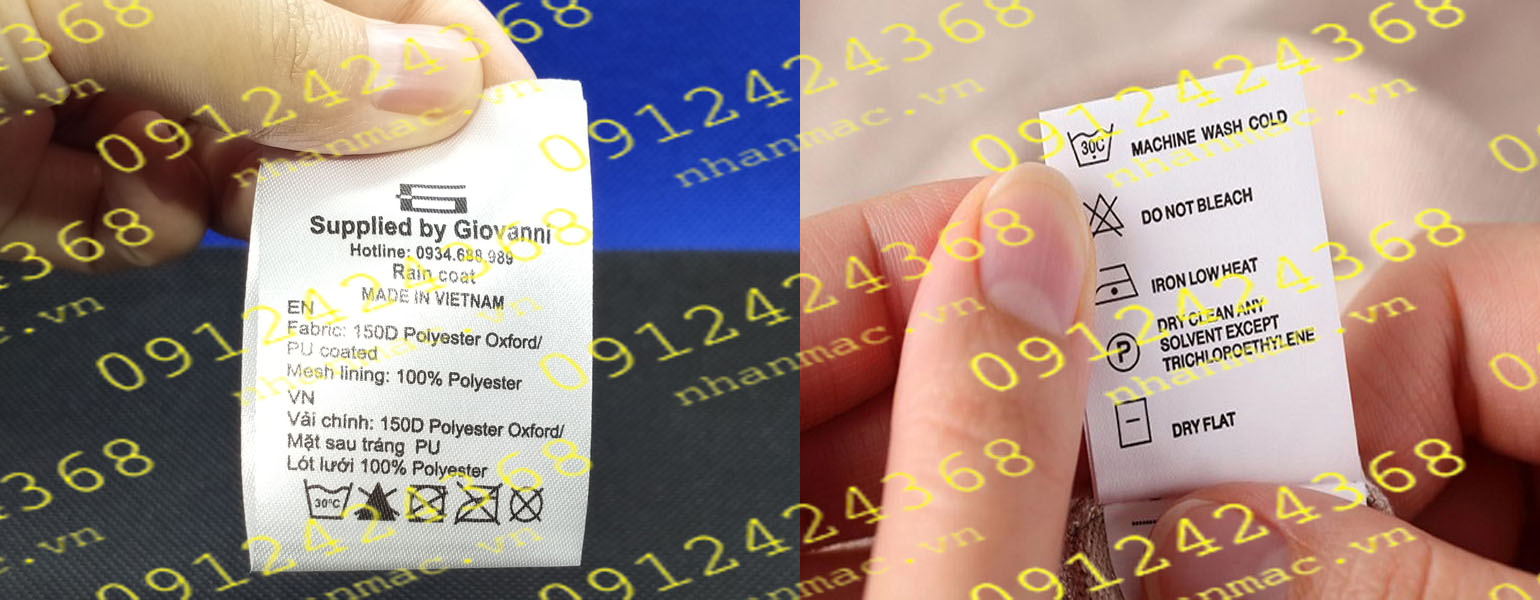 Supplied by Giovanni
Hotline: 0934.688.989
Rain coat
MADE IN VIETNAM
EN
Fabric: 150D Polyester Oxford/
PU coated
Mesh lining: 100% Polyester
VN
Vải chính: 150D Polyester Oxford/
Mặt sau tráng PU
Lót lưới 100% Polyester
30°C
30C
MACHINE WASH COLD
DO NOT BLEACH
IRON LOW HEAT
P
DRY CLEAN ANY
SOLVENT EXCEPT
TRICHLOROETHYLENE
DRY FLAT
0912424368
nhanmac.vn